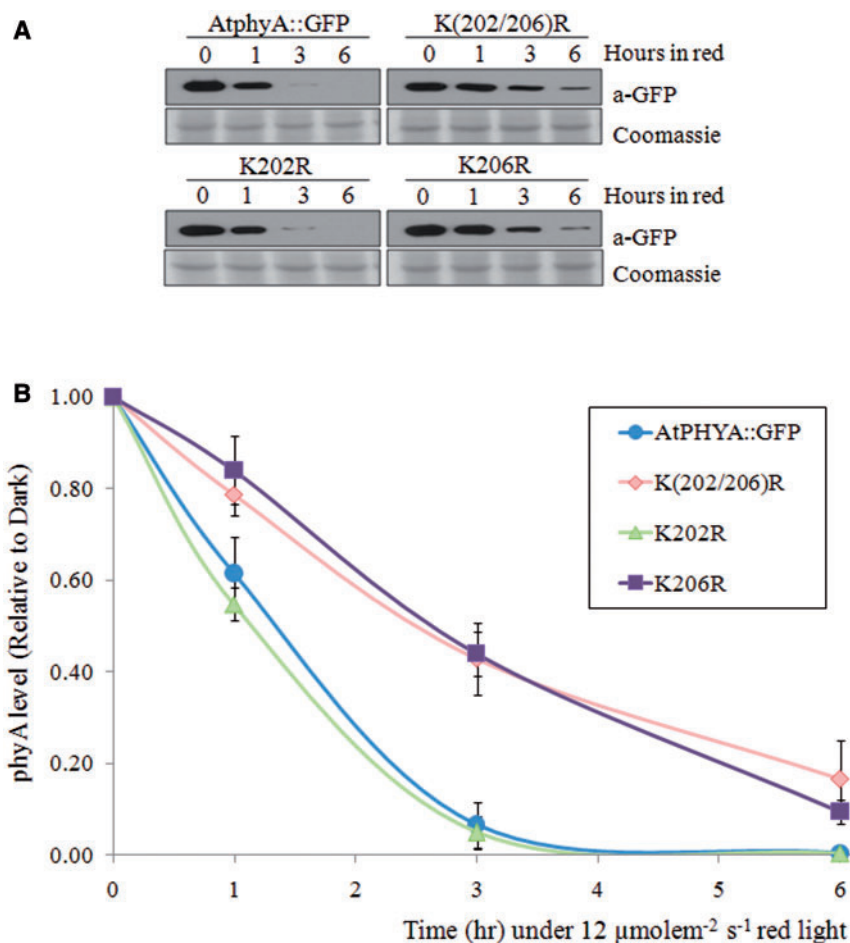 A
AtphyA::GFP K(202/206)R
0 1 3 6 0 1 3 6 Hours in red
a-GFP
Coomassie
K202R K206R
0 1 3 6 0 1 3 6 Hours in red
a-GFP
Coomassie
B
phyA level (Relative to Dark)
1.00
0.80
0.60
0.40
0.20
0.00
AtPHYA::GFP
K(202/206)R
K202R
K206R
0 1 2 3 4 5 6
Time (hr) under 12 µmolem⁻² s⁻¹ red light